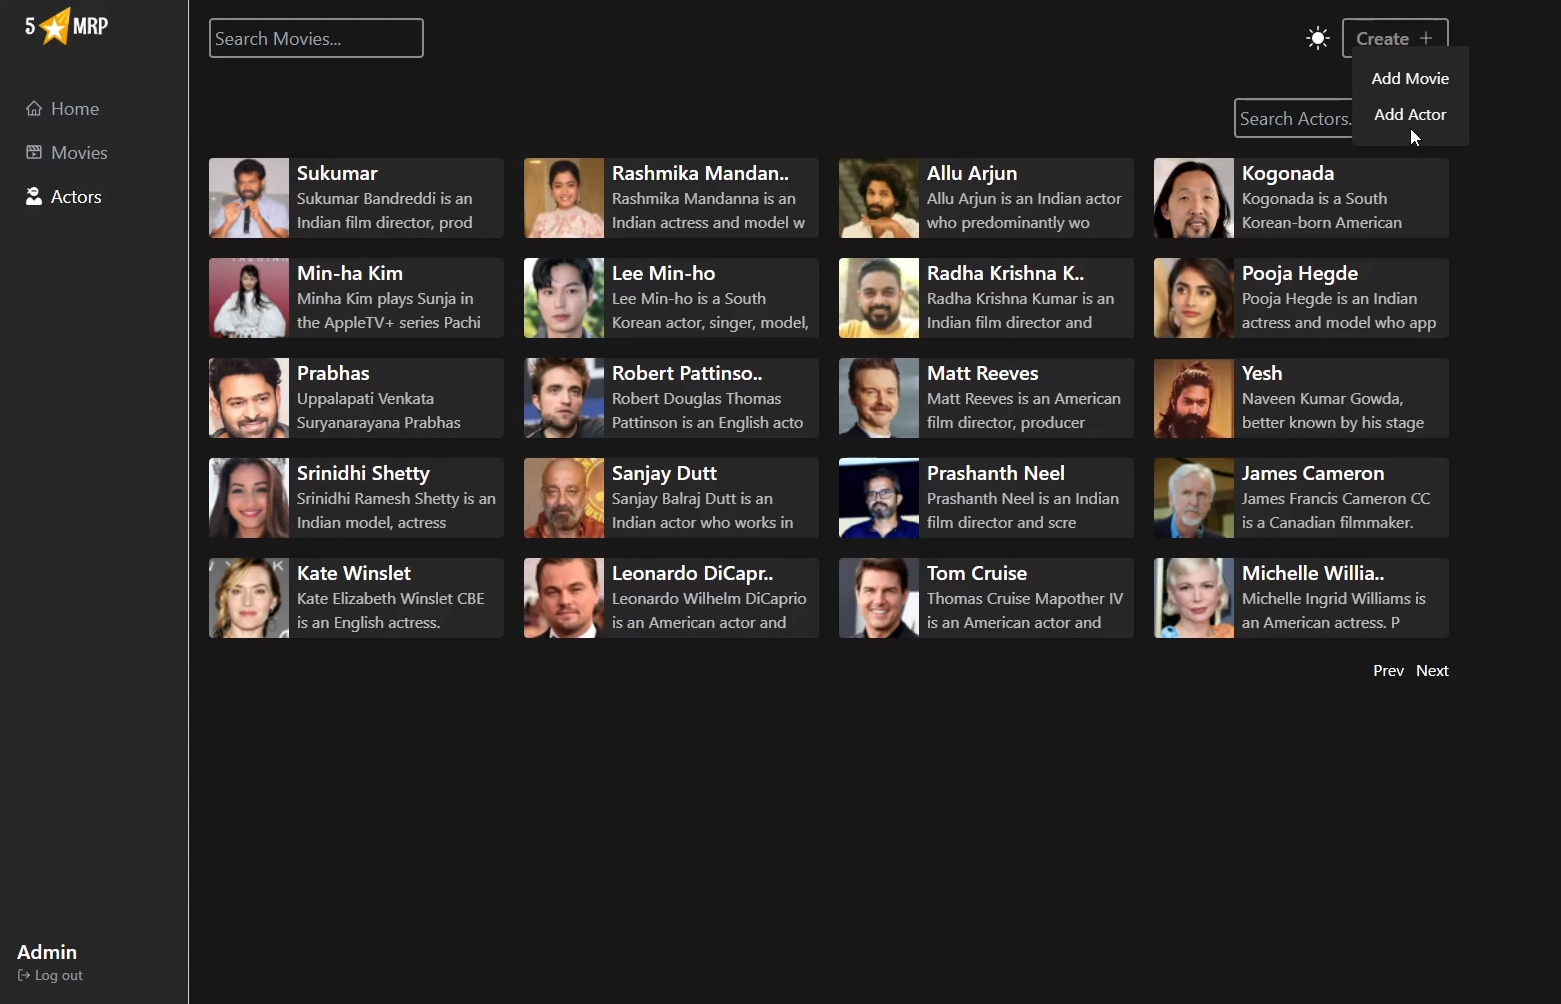 5 MRP
Search Movies...
Create +
Add Movie
Add Actor
Home
Movies
Actors
Search Actors.
Sukumar
Sukumar Bandreddi is an
Indian film director, prod
Rashmika Mandan..
Rashmika Mandanna is an
Indian actress and model w
Allu Arjun
Allu Arjun is an Indian actor
who predominantly wo
Kogonada
Kogonada is a South
Korean-born American
Min-ha Kim
Minha Kim plays Sunja in
the AppleTV+ series Pachi
Lee Min-ho
Lee Min-ho is a South
Korean actor, singer, model,
Radha Krishna K..
Radha Krishna Kumar is an
Indian film director and
Pooja Hegde
Pooja Hegde is an Indian
actress and model who app
Prabhas
Uppalapati Venkata
Suryanarayana Prabhas
Robert Pattinso..
Robert Douglas Thomas
Pattinson is an English acto
Matt Reeves
Matt Reeves is an American
film director, producer
Yesh
Naveen Kumar Gowda,
better known by his stage
Srinidhi Shetty
Srinidhi Ramesh Shetty is an
Indian model, actress
Sanjay Dutt
Sanjay Balraj Dutt is an
Indian actor who works in
Prashanth Neel
Prashanth Neel is an Indian
film director and scre
James Cameron
James Francis Cameron CC
is a Canadian filmmaker.
Kate Winslet
Kate Elizabeth Winslet CBE
is an English actress.
Leonardo DiCapr..
Leonardo Wilhelm DiCaprio
is an American actor and
Tom Cruise
Thomas Cruise Mapother IV
is an American actor and
Michelle Willia..
Michelle Ingrid Williams is
an American actress. P
Prev Next
Admin
Log out